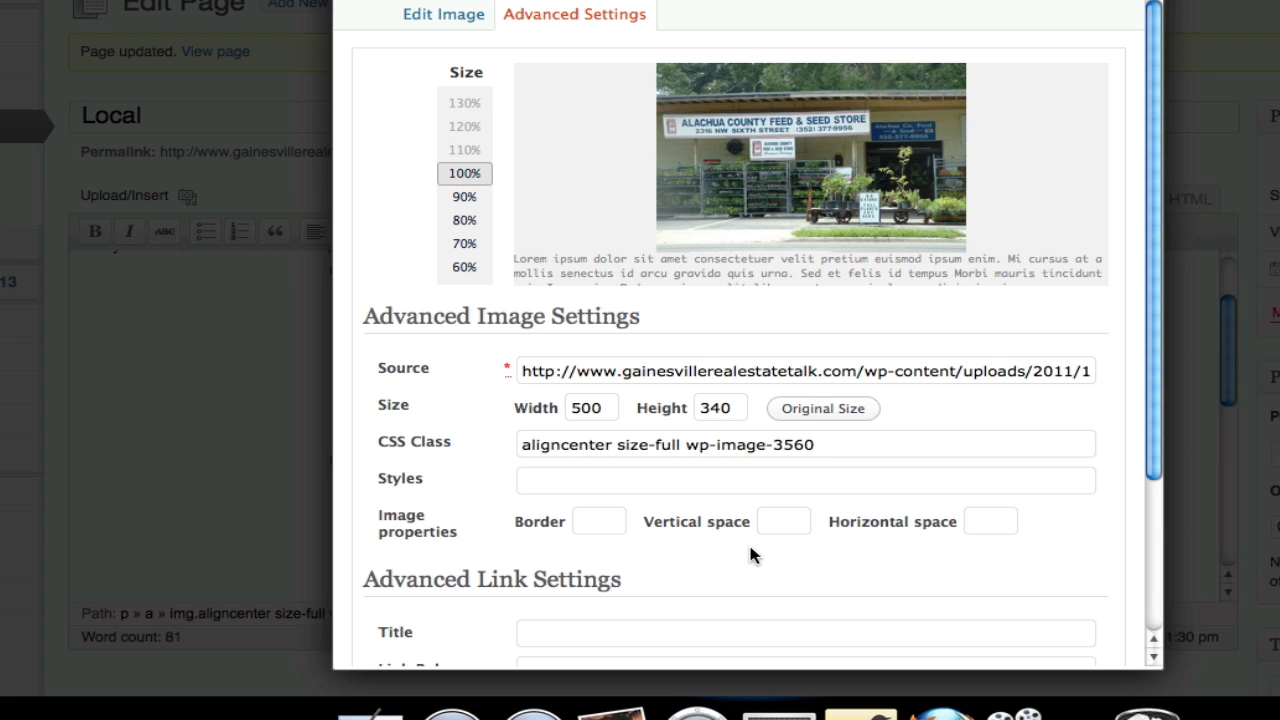 Edit Page Add New
Edit Image Advanced Settings
Page updated. View page
Local
Permalink: http://www.gainesvillereale
Upload/Insert
HTML
B I ABC
13
Size
130%
120%
110%
100%
90%
80%
70%
60%
ALACHUA COUNTY FEED & SEED STORE
2316 NW SIXTH STREET (352) 377-9956
Lorem ipsum dolor sit amet consectetuer velit pretium euismod ipsum enim. Mi cursus at a
mollis senectus id arcu gravida quis urna. Sed et felis id tempus Morbi mauris tincidunt
Advanced Image Settings
Source * http://www.gainesvillerealestatetalk.com/wp-content/uploads/2011/1
Size Width 500 Height 340 Original Size
CSS Class aligncenter size-full wp-image-3560
Styles
Image
properties Border Vertical space Horizontal space
Advanced Link Settings
Title
Path: p » a » img.aligncenter size-full
Word count: 81
1:30 pm